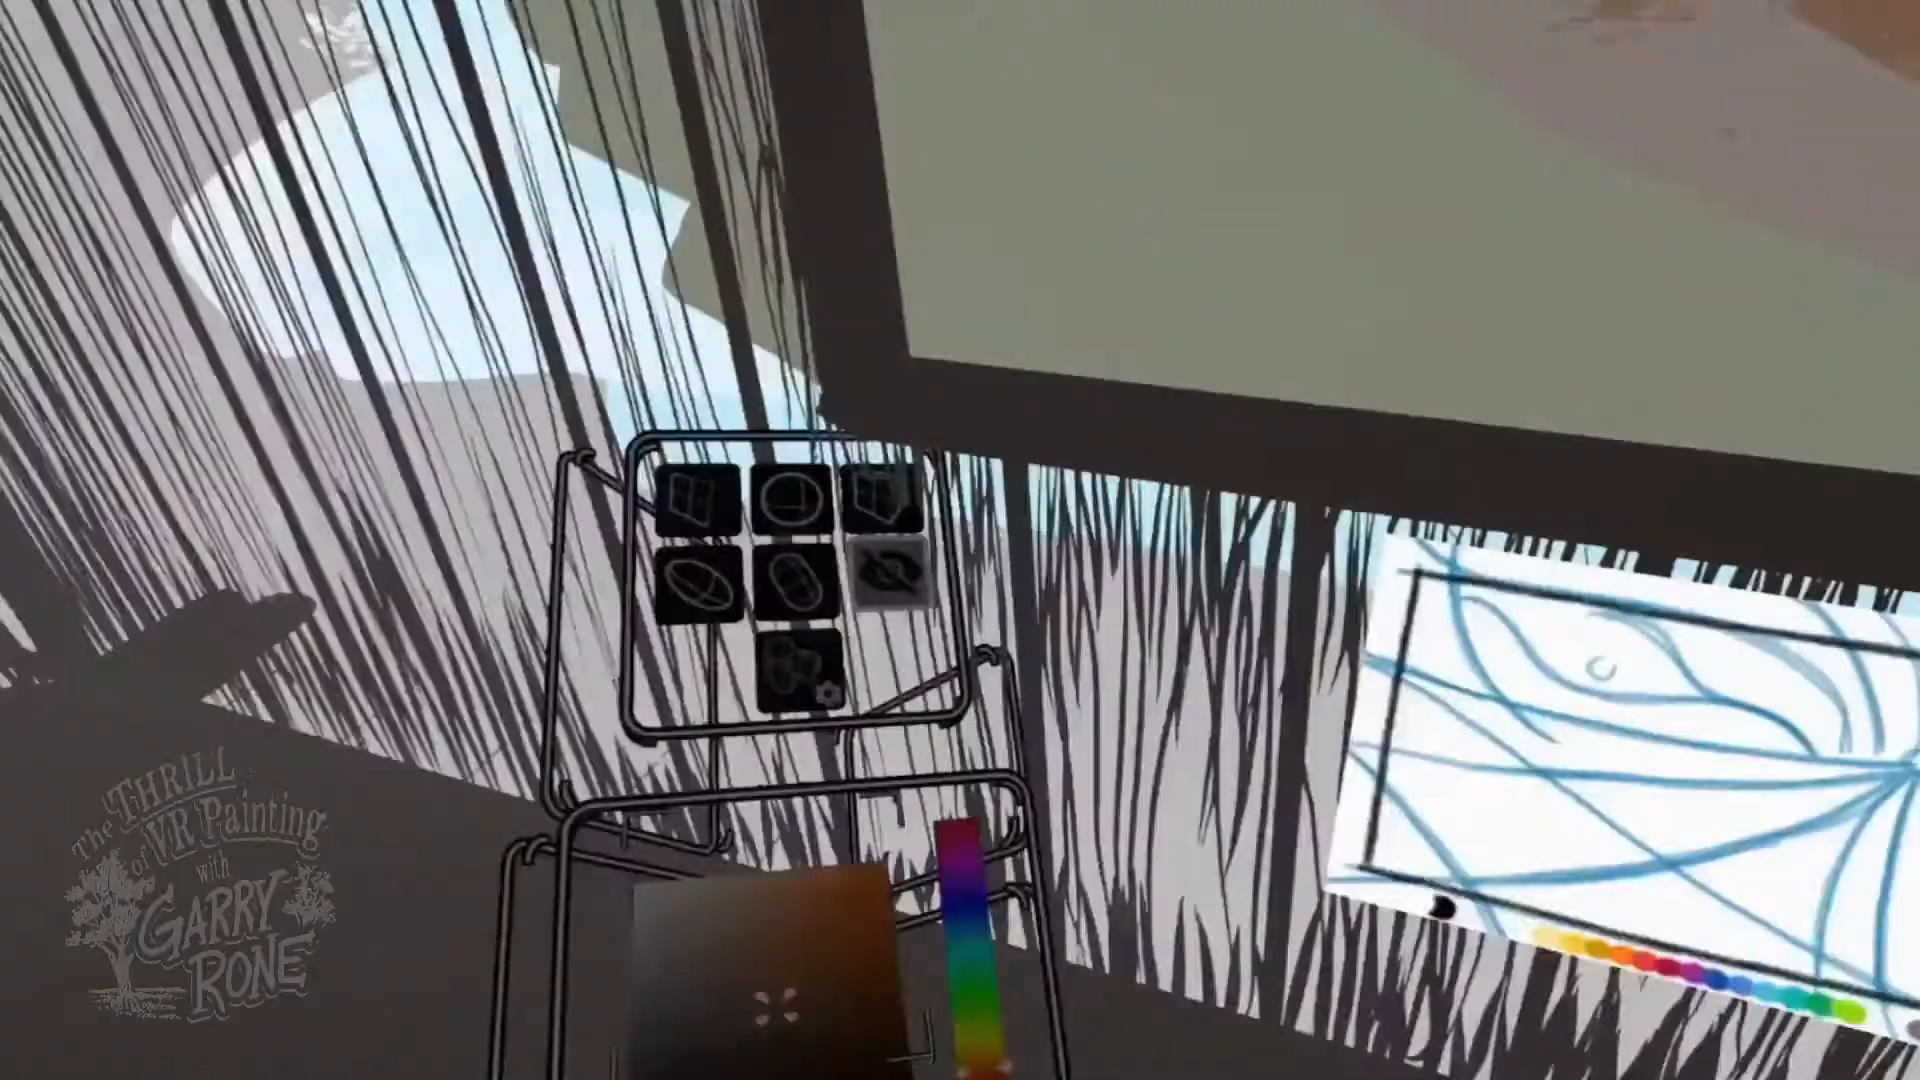 The
THRILL
of VR Painting
with
GARRY
RONE